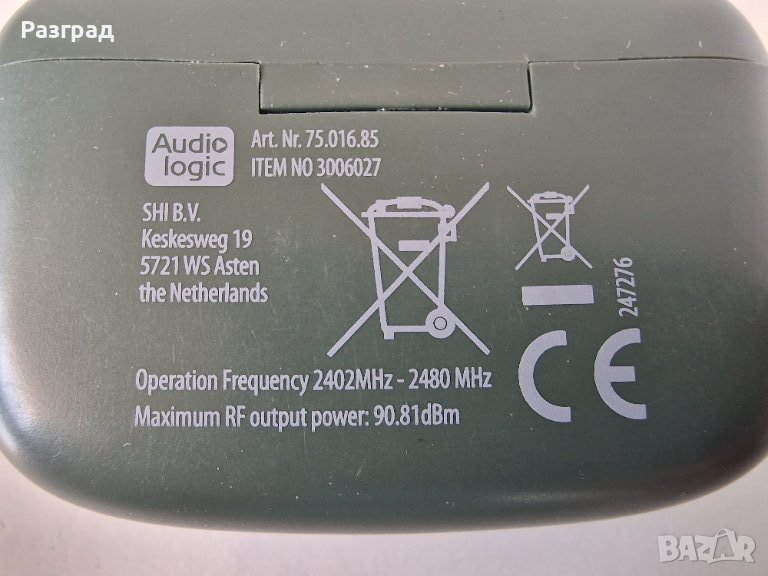 Разград
Audio
logic
Art. Nr. 75.016.85
ITEM NO 3006027
SHI B.V.
Keskesweg 19
5721 WS Asten
the Netherlands
247276
CE
Operation Frequency 2402MHz - 2480 MHz
Maximum RF output power: 90.81dBm
BAZAR